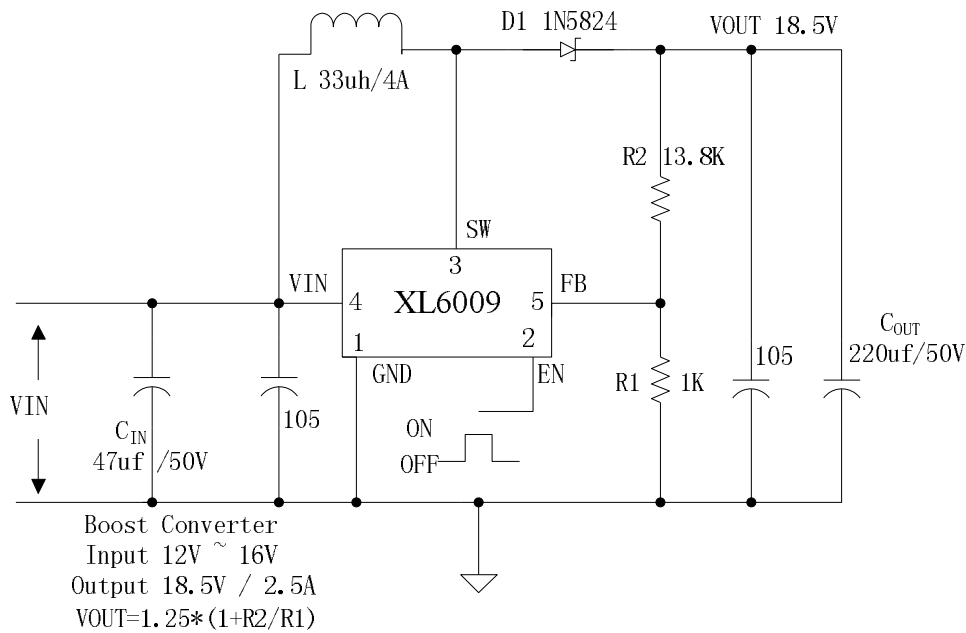 D1 1N5824
VOUT 18.5V
L 33uh/4A
R2 13.8K
SW
3
VIN
4
XL6009
5
FB
1
2
GND
EN
R1 1K
105
COUT
220uf/50V
VIN
CIN
47uf /50V
105
ON
OFF
Boost Converter
Input 12V ~ 16V
Output 18.5V / 2.5A
VOUT=1.25*(1+R2/R1)